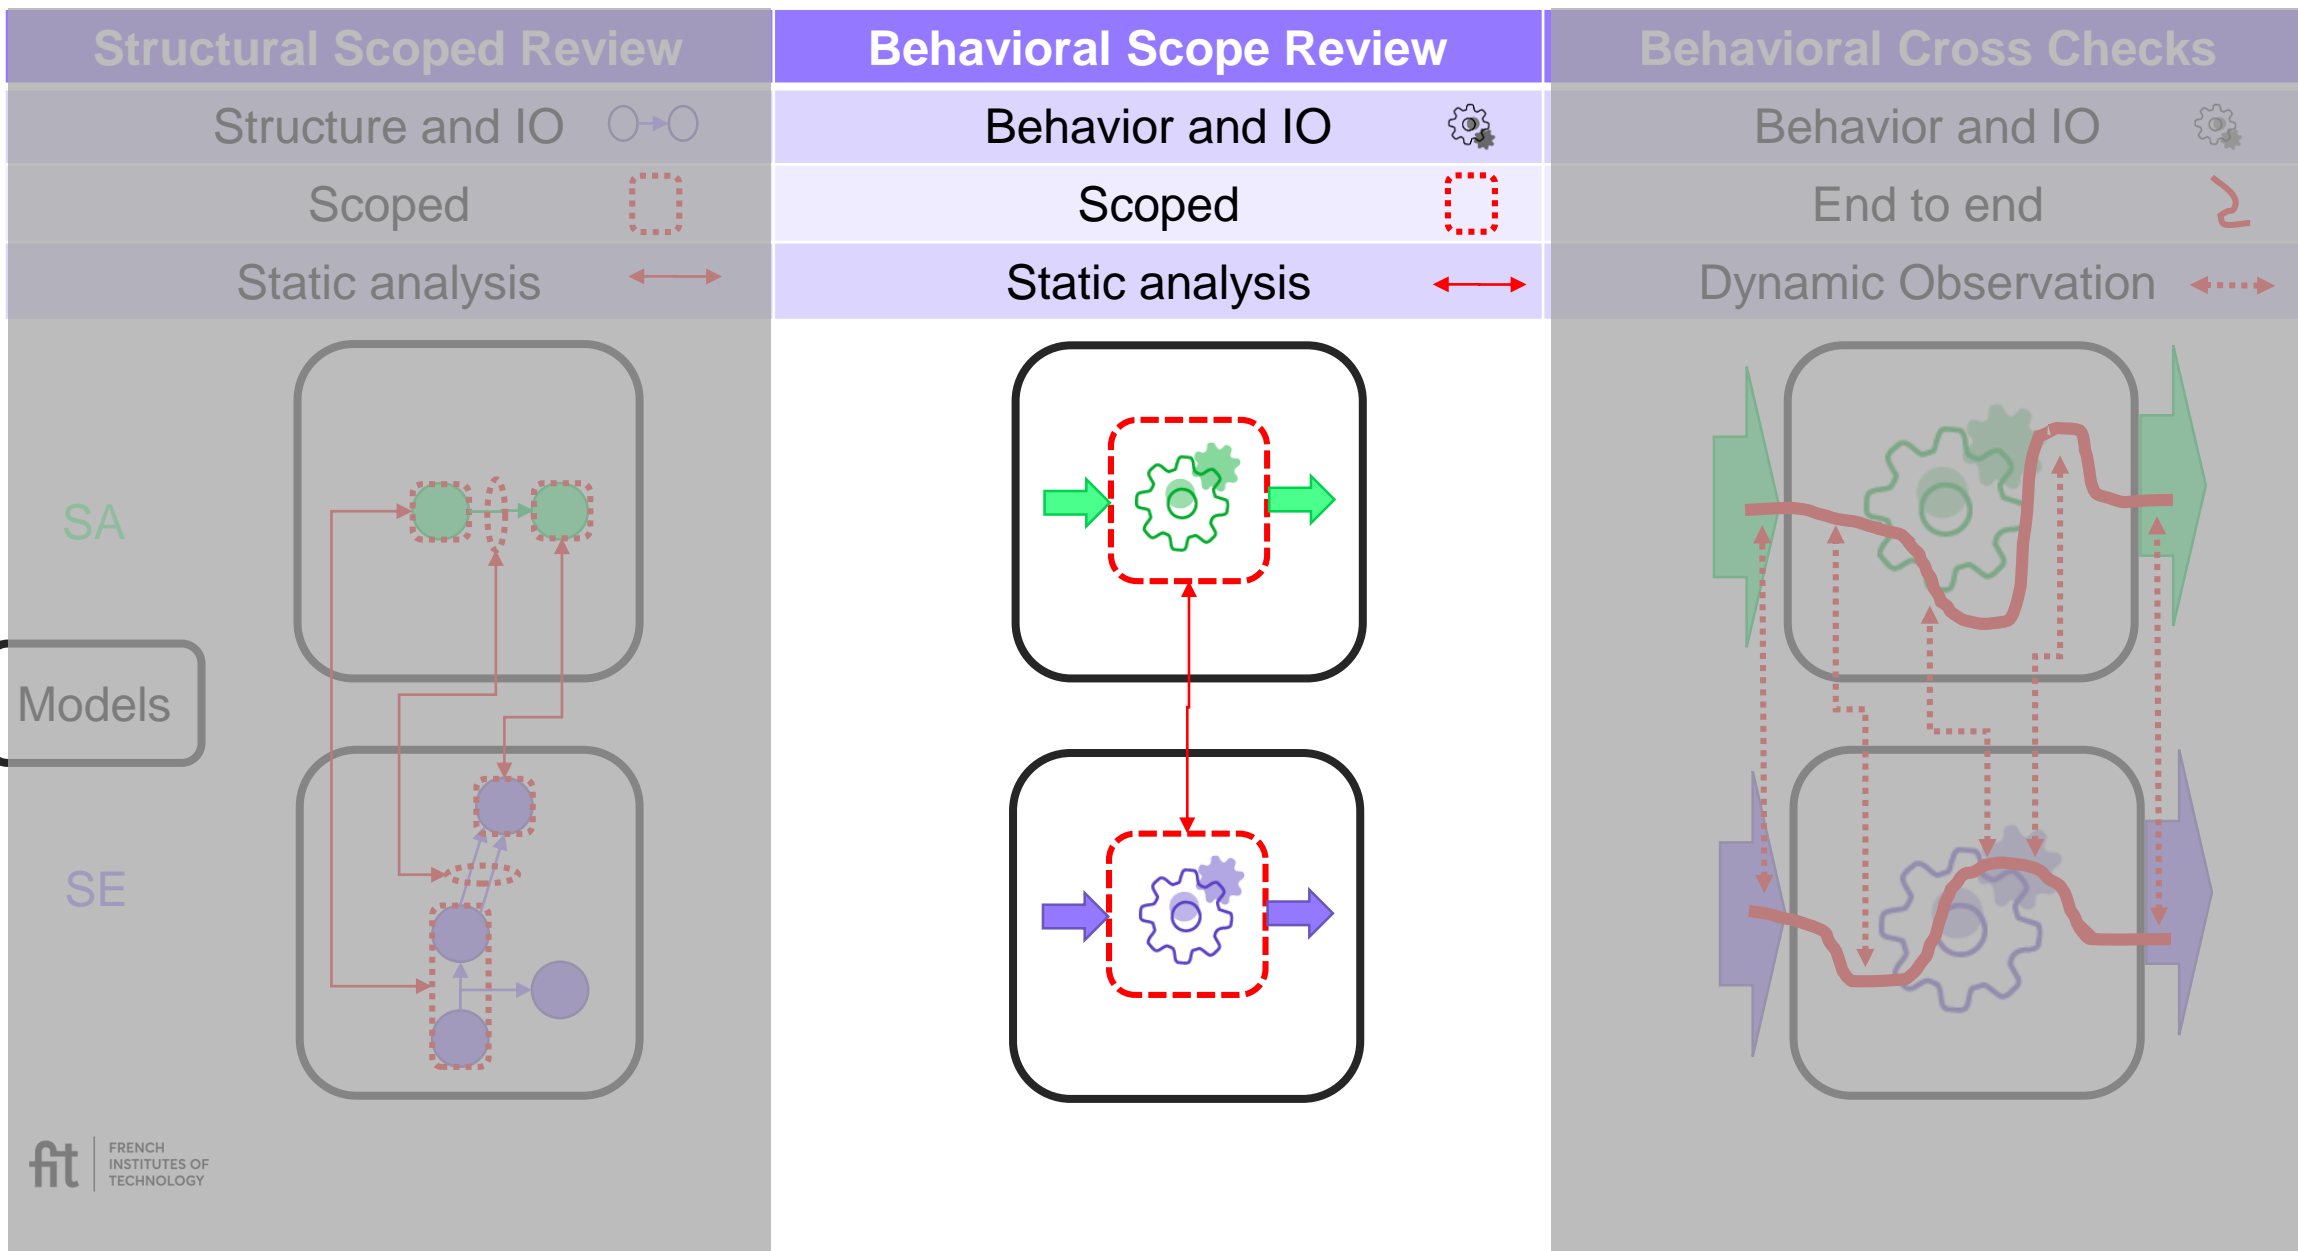 Structural Scoped Review
Behavioral Scope Review
Behavioral Cross Checks
Structure and IO
Behavior and IO
Behavior and IO
Scoped
Scoped
End to end
Static analysis
Static analysis
Dynamic Observation
SA
Models
SE
fit
FRENCH
INSTITUTES OF
TECHNOLOGY